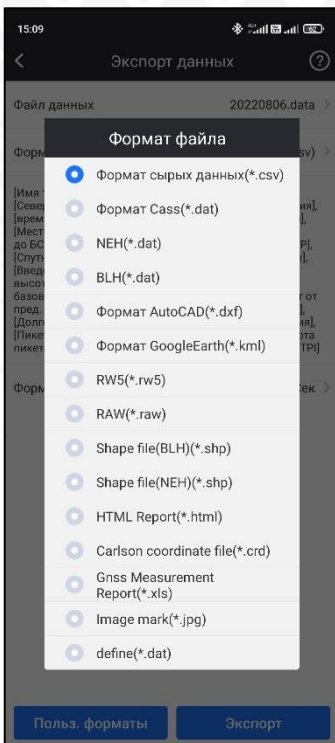 15:09
62
Экспорт данных
?
Файл данных 20220806.data
Формат файла
sv)
Формат сырых данных(*.csv)
Формат Cass(*.dat)
NEH(*.dat)
BLH(*.dat)
Формат AutoCAD(*.dxf)
Формат GoogleEarth(*.kml)
RW5(*.rw5)
RAW(*.raw)
Shape file(BLH)(*.shp)
Shape file(NEH)(*.shp)
HTML Report(*.html)
Carlson coordinate file(*.crd)
Gnss Measurement
Report(*.xls)
Image mark(*.jpg)
define(*.dat)
Польз. форматы Экспорт